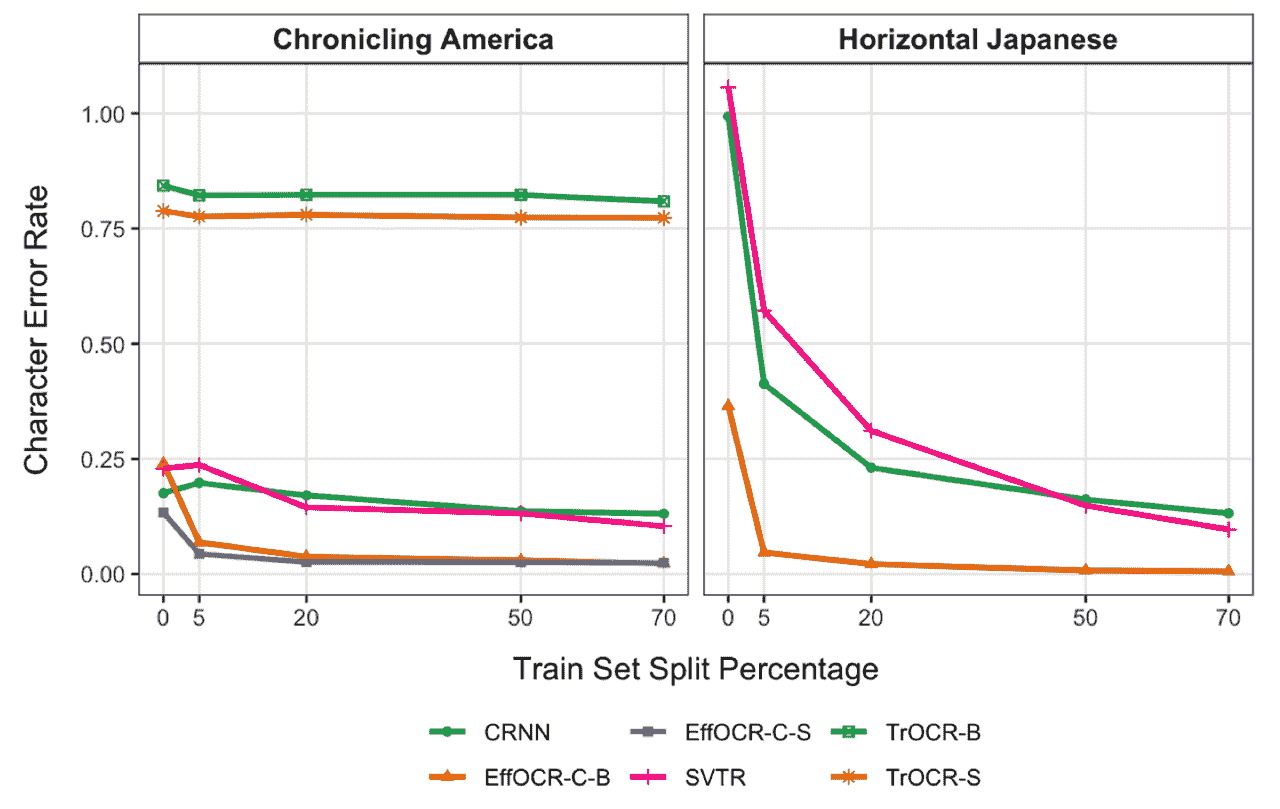 Chronicling America Horizontal Japanese
Character Error Rate
1.00
0.75
0.50
0.25
0.00
0 5 20 50 70 0 5 20 50 70
Train Set Split Percentage
CRNN EffOCR-C-S TrOCR-B
EffOCR-C-B SVTR TrOCR-S